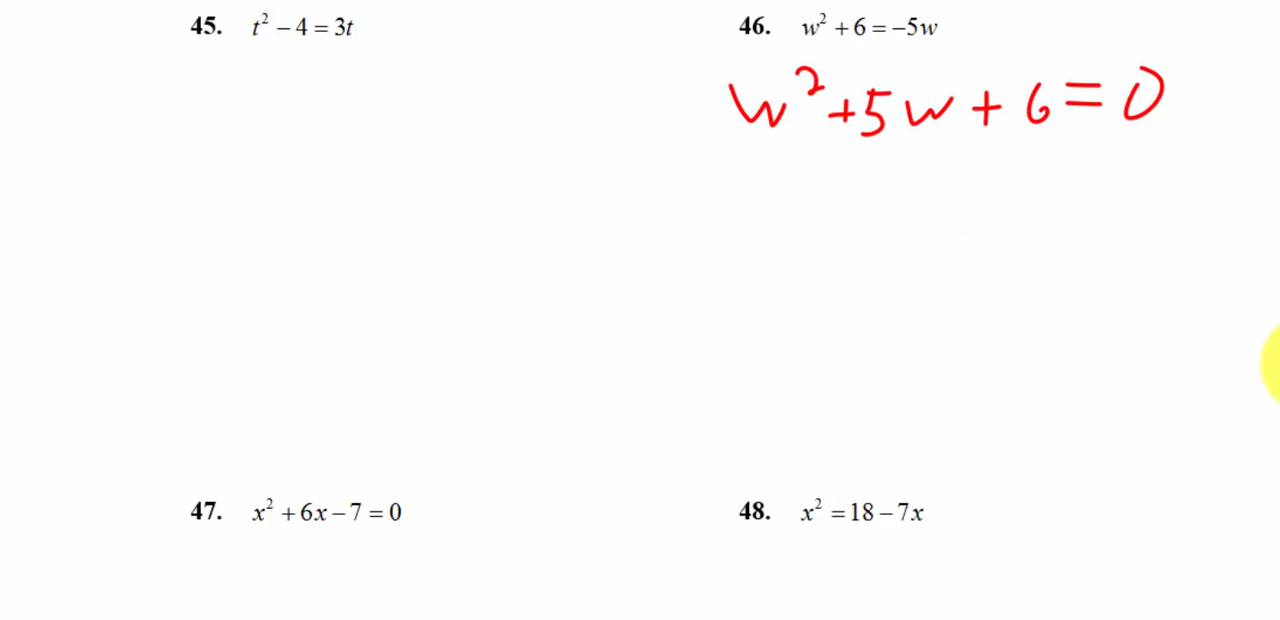 45. t² − 4 = 3t
46. w² + 6 = −5w
w² + 5w + 6 = 0
47. x² + 6x − 7 = 0
48. x² = 18 − 7x